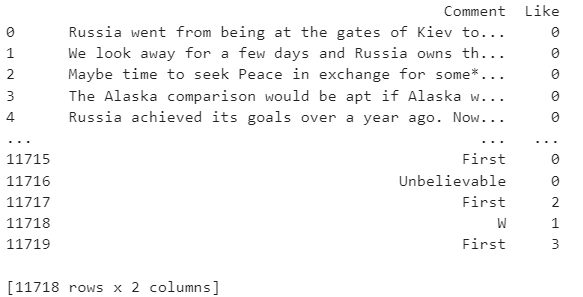 Comment Like
0 Russia went from being at the gates of Kiev to... 0
1 We look away for a few days and Russia owns th... 0
2 Maybe time to seek Peace in exchange for some*... 0
3 The Alaska comparison would be apt if Alaska w... 0
4 Russia achieved its goals over a year ago. Now... 0
... ... ...
11715 First 0
11716 Unbelievable 0
11717 First 2
11718 W 1
11719 First 3
[11718 rows x 2 columns]